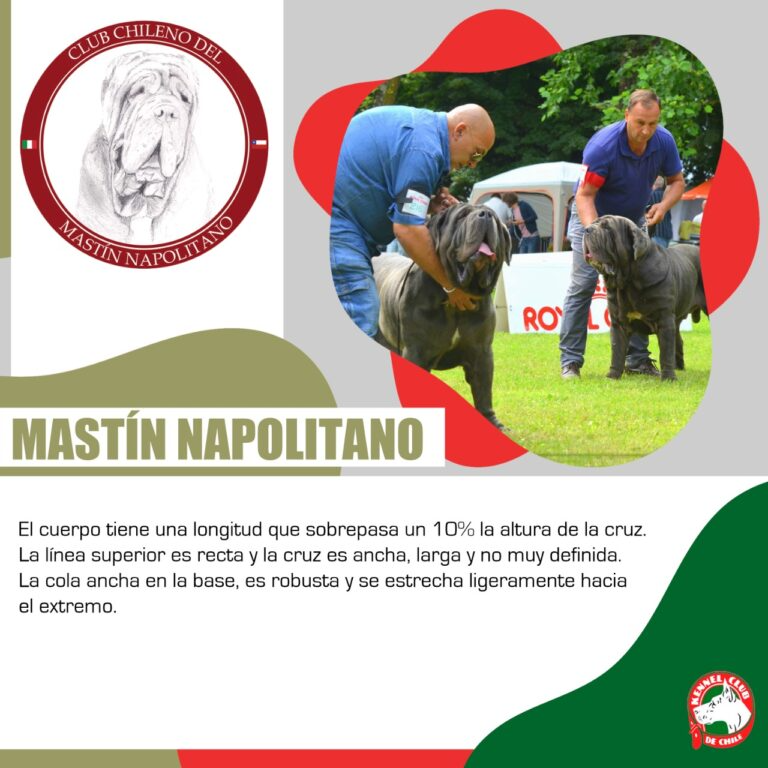 CLUB CHILENO DEL
MASTÍN NAPOLITANO
ROYAL C
MASTÍN NAPOLITANO
El cuerpo tiene una longitud que sobrepasa un 10% la altura de la cruz.
La línea superior es recta y la cruz es ancha, larga y no muy definida.
La cola ancha en la base, es robusta y se estrecha ligeramente hacia
el extremo.
KENNEL CLUB
DE CHILE